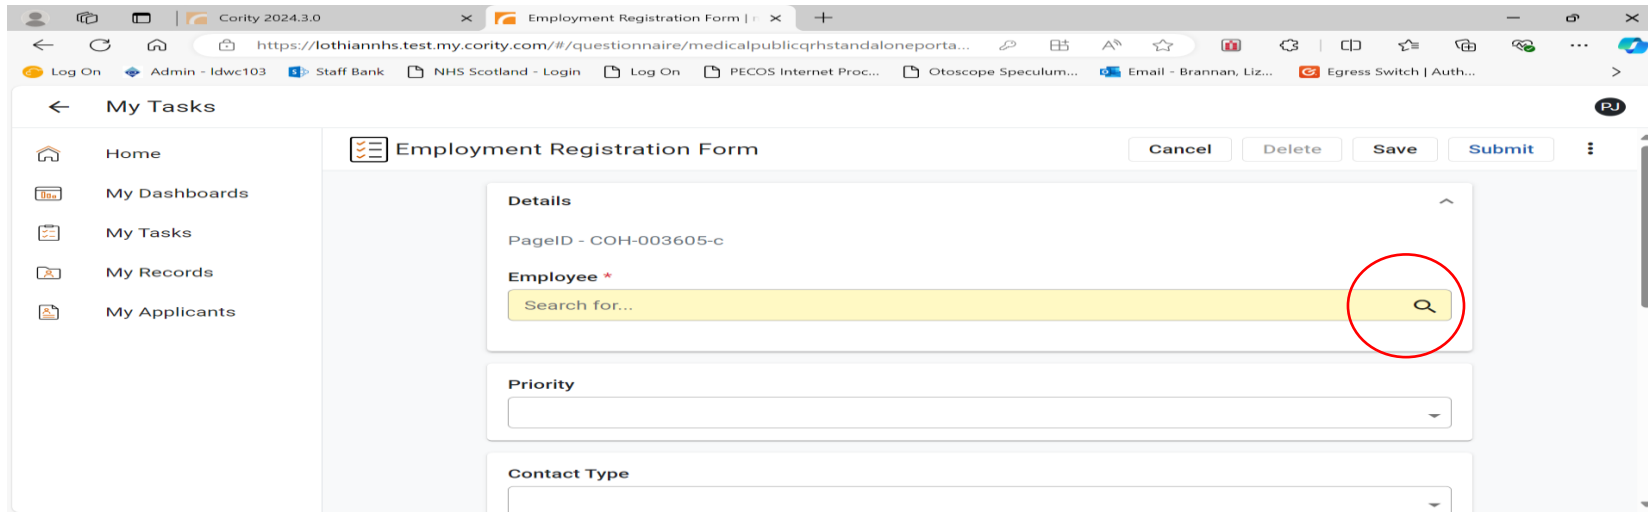 Cority 2024.3.0
Employment Registration Form |
https://lothiannhs.test.my.cority.com/#/questionnaire/medicalpublicqrhstandaloneporta...
Log On Admin - ldwc103 Staff Bank NHS Scotland - Login Log On PECOS Internet Proc... Otoscope Speculum... Email - Brannan, Liz... Egress Switch | Auth...
My Tasks
PJ
Home
My Dashboards
My Tasks
My Records
My Applicants
Employment Registration Form
Cancel Delete Save Submit
Details
PageID - COH-003605-c
Employee *
Search for...
Priority
Contact Type